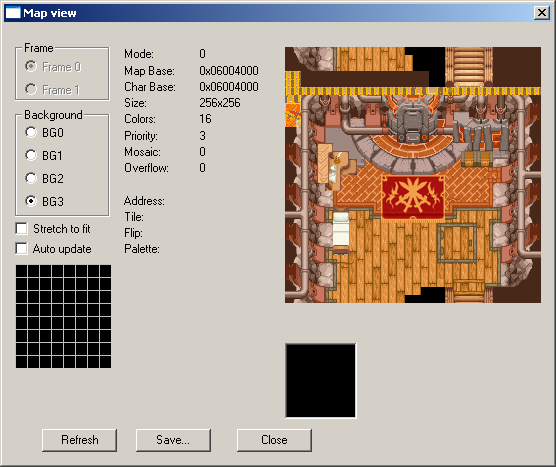 Map view
Frame
Frame 0
Frame 1
Background
BG0
BG1
BG2
BG3
Stretch to fit
Auto update
Mode: 0
Map Base: 0x06004000
Char Base: 0x06004000
Size: 256x256
Colors: 16
Priority: 3
Mosaic: 0
Overflow: 0
Address:
Tile:
Flip:
Palette:
Refresh
Save...
Close